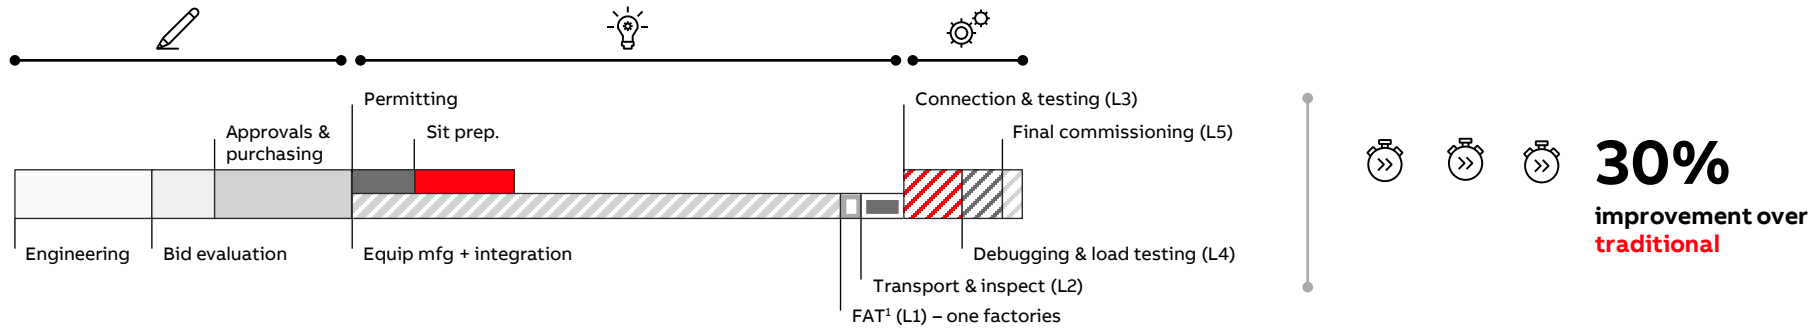 Permitting
Connection & testing (L3)
Approvals &
purchasing
Sit prep.
Final commissioning (L5)
30%
improvement over
traditional
Engineering
Bid evaluation
Equip mfg + integration
Debugging & load testing (L4)
Transport & inspect (L2)
FAT¹ (L1) – one factories